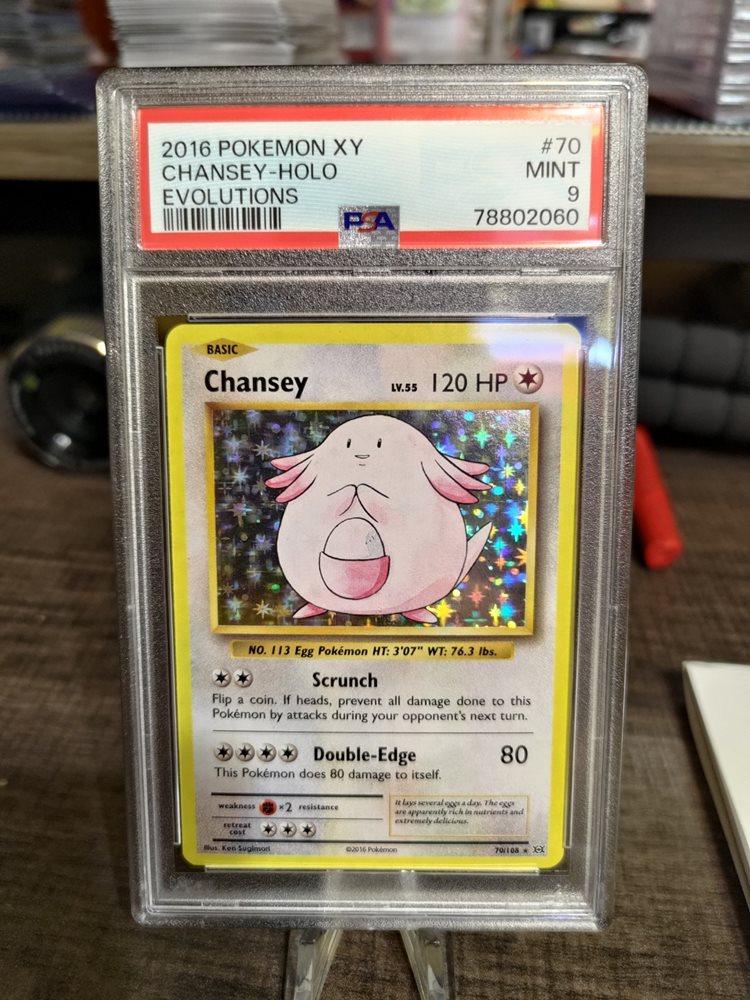 2016 POKEMON XY #70
CHANSEY-HOLO MINT
EVOLUTIONS 9
PSA 78802060
BASIC
Chansey LV.55 120 HP
NO. 113 Egg Pokémon HT: 3'07" WT: 76.3 lbs.
Scrunch
Flip a coin. If heads, prevent all damage done to this
Pokémon by attacks during your opponent's next turn.
Double-Edge 80
This Pokémon does 80 damage to itself.
weakness ×2 resistance
retreat
cost
It lays several eggs a day. The eggs
are apparently rich in nutrients and
extremely delicious.
Illus. Ken Sugimori ©2016 Pokémon 70/108 ★